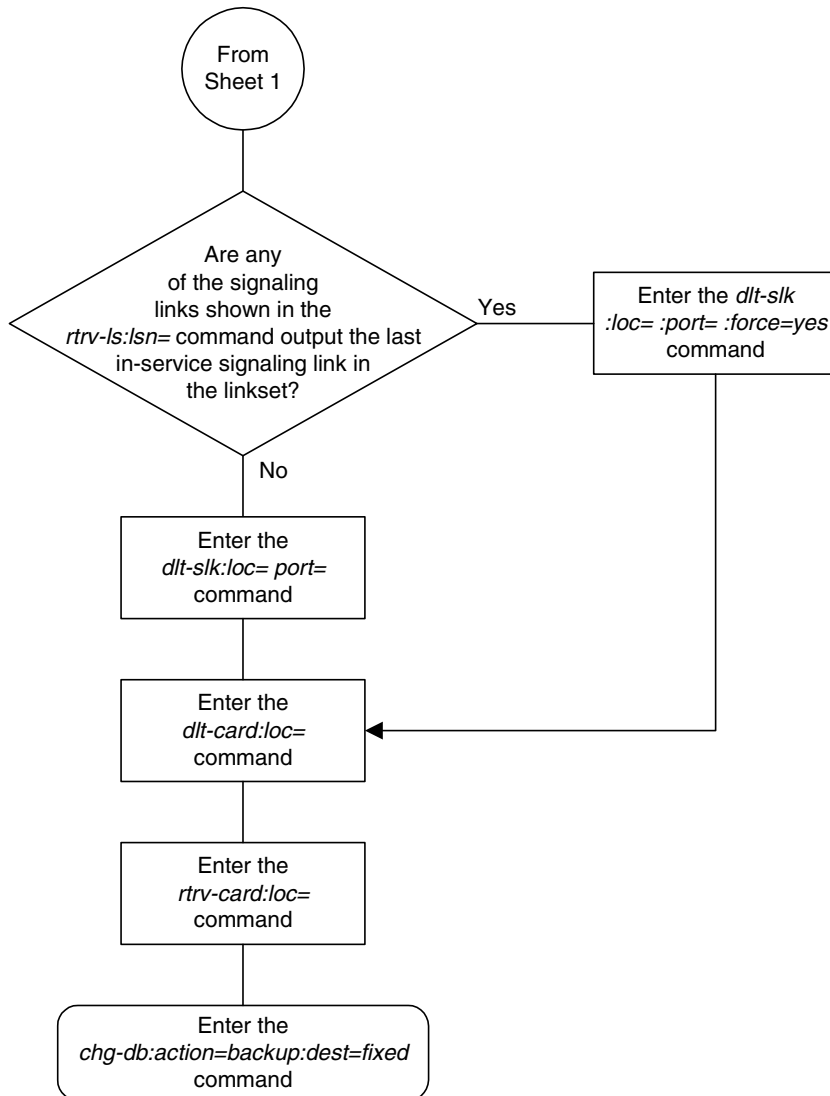 From
Sheet 1
Are any
of the signaling
links shown in the
rtrv-ls:lsn= command output the last
in-service signaling link in
the linkset?
Yes
Enter the dlt-slk
:loc= :port= :force=yes
command
No
Enter the
dlt-slk:loc= port=
command
Enter the
dlt-card:loc=
command
Enter the
rtrv-card:loc=
command
Enter the
chg-db:action=backup:dest=fixed
command